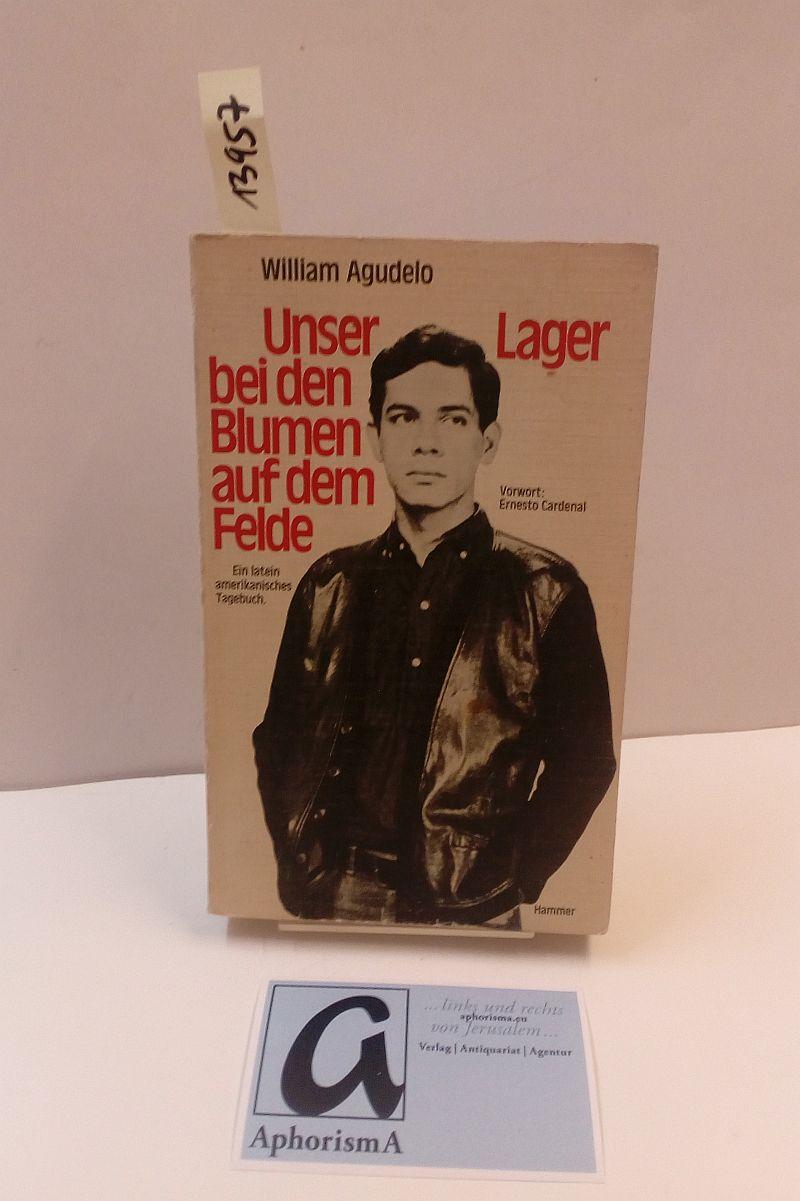 13957
William Agudelo
Unser Lager
bei den
Blumen
auf dem
Felde
Vorwort:
Ernesto Cardenal
Ein latein
amerikanisches
Tagebuch.
Hammer
a
AphorismA
...links und rechts
aphorisma.eu
von Jerusalem...
Verlag | Antiquariat | Agentur